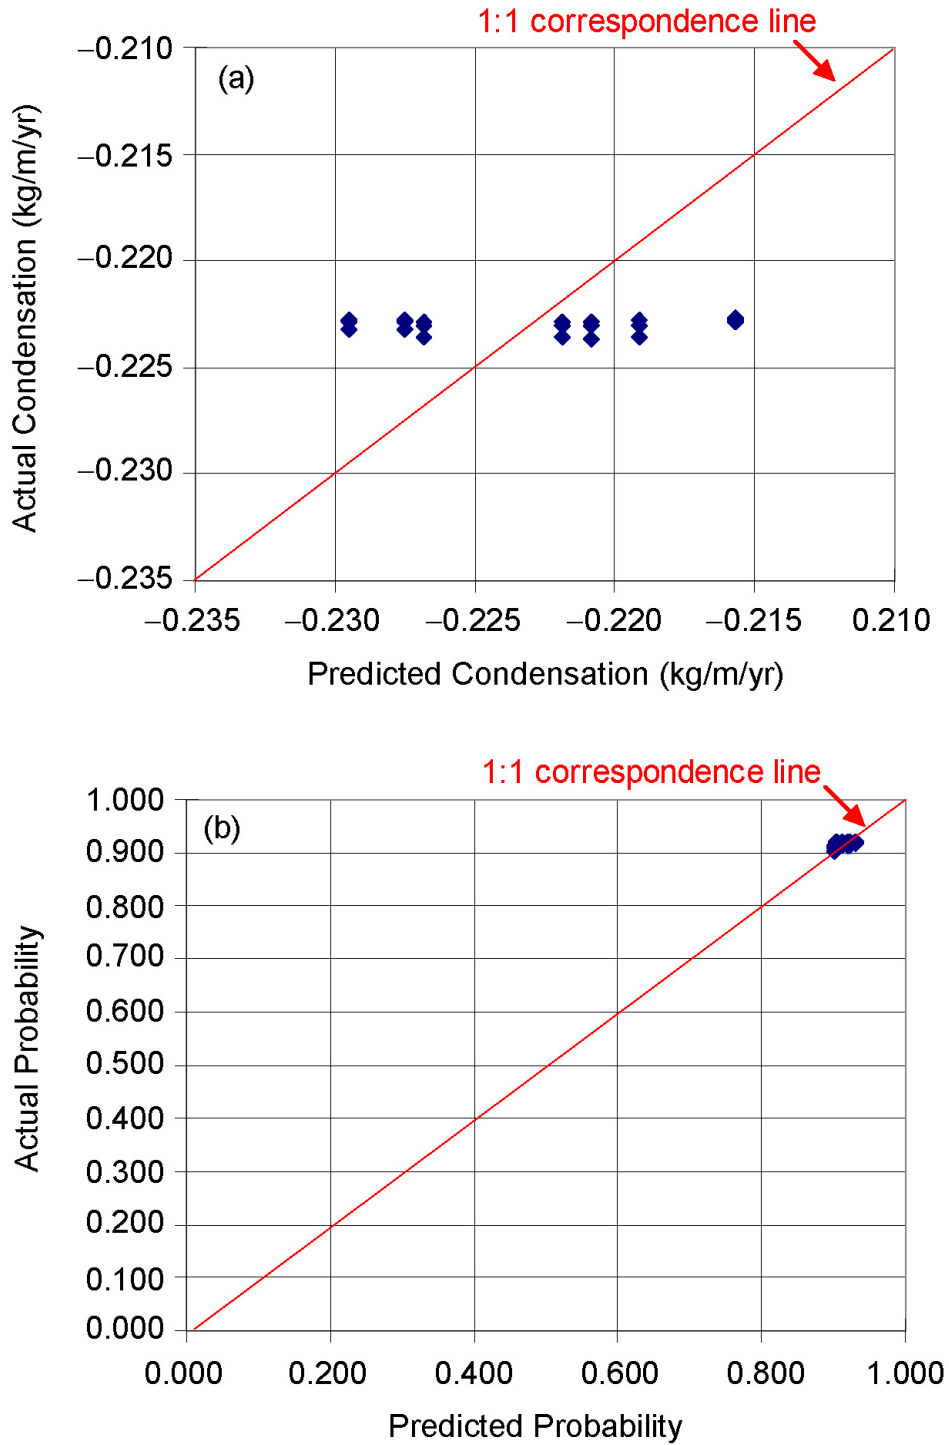 1:1 correspondence line
(a)
Actual Condensation (kg/m/yr)
−0.210
−0.215
−0.220
−0.225
−0.230
−0.235
−0.235 −0.230 −0.225 −0.220 −0.215 0.210
Predicted Condensation (kg/m/yr)
1:1 correspondence line
(b)
Actual Probability
1.000
0.900
0.800
0.700
0.600
0.500
0.400
0.300
0.200
0.100
0.000
0.000 0.200 0.400 0.600 0.800 1.000
Predicted Probability